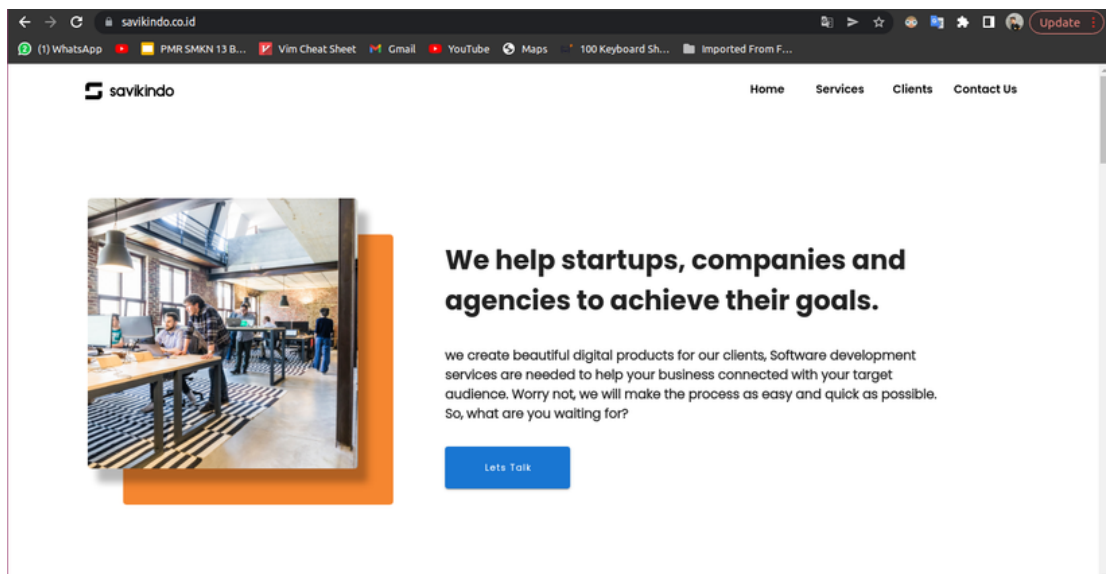 savikindo.co.id
Update
(1) WhatsApp PMR SMKN 13 B... Vim Cheat Sheet Gmail YouTube Maps 100 Keyboard Sh... Imported From F...
savikindo
Home Services Clients Contact Us
We help startups, companies and
agencies to achieve their goals.
we create beautiful digital products for our clients, Software development
services are needed to help your business connected with your target
audience. Worry not, we will make the process as easy and quick as possible.
So, what are you waiting for?
Lets Talk